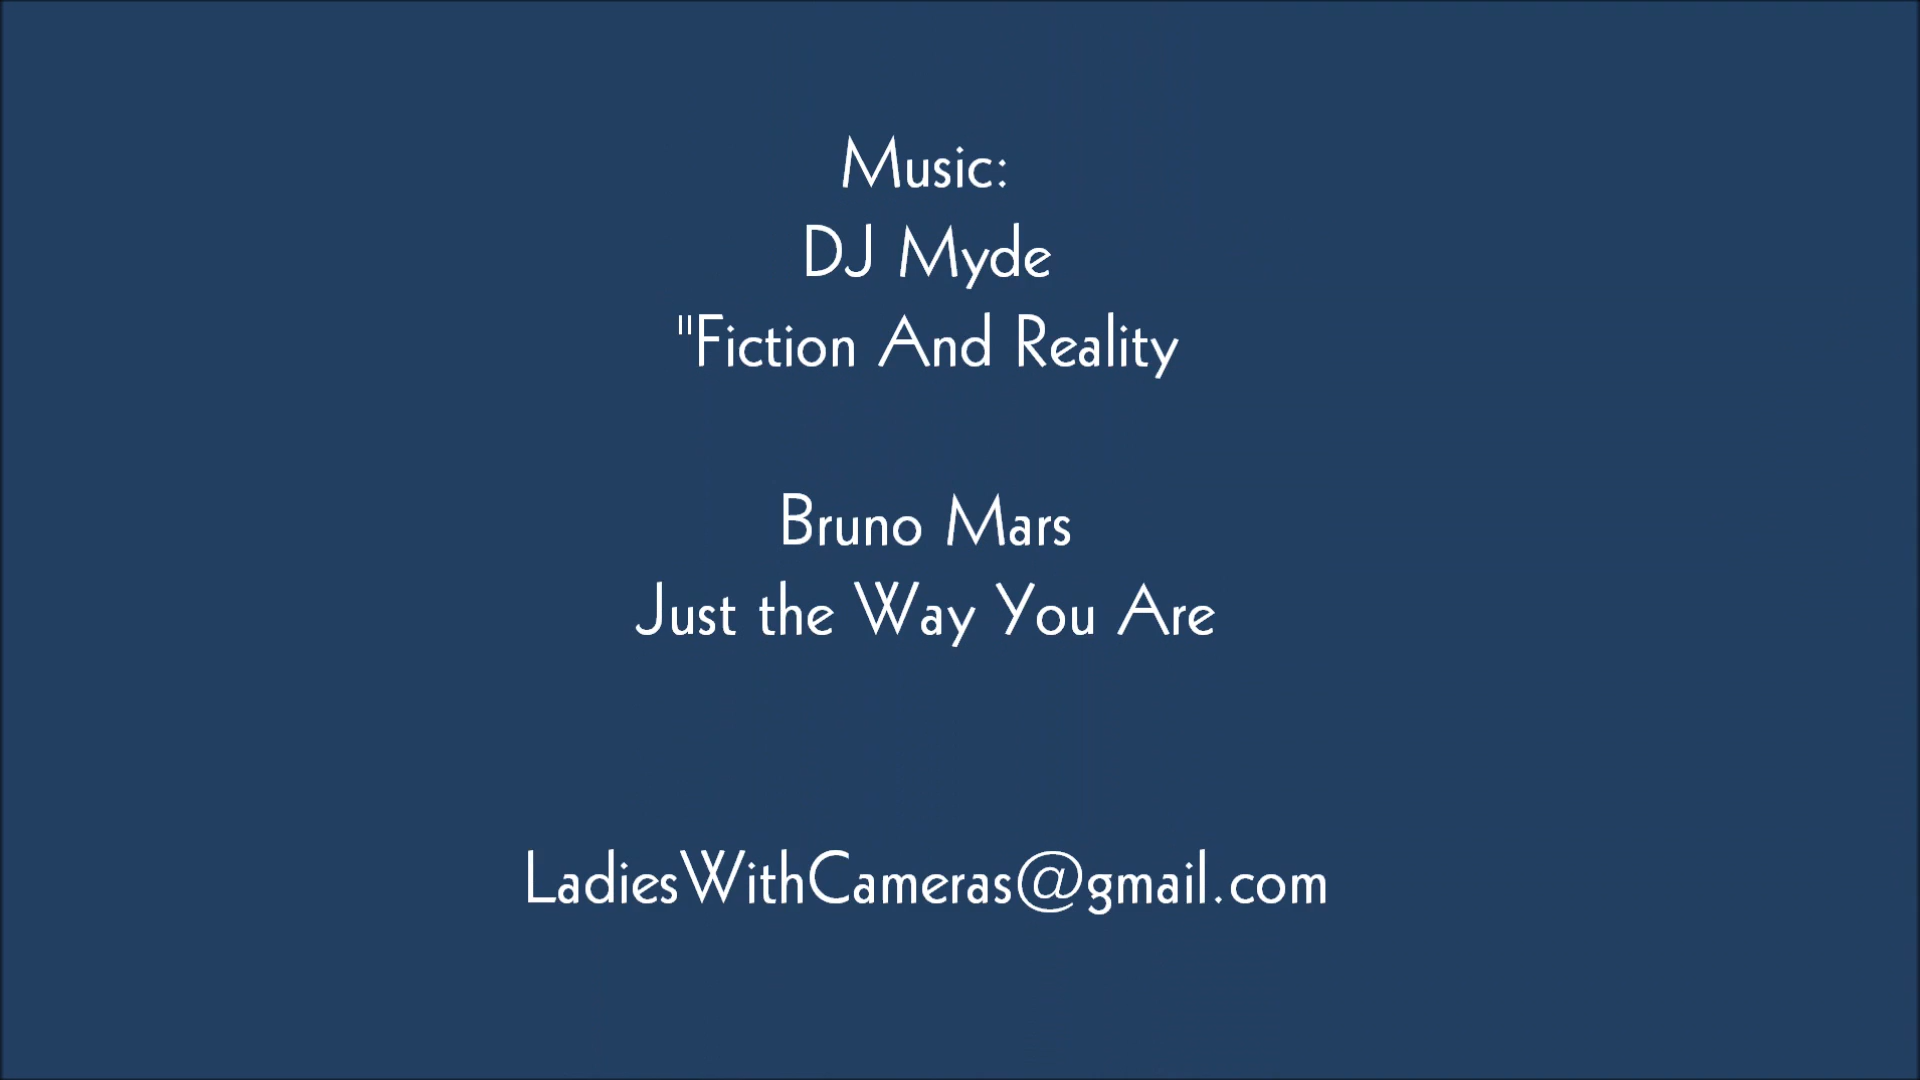 Music:
DJ Myde
"Fiction And Reality
Bruno Mars
Just the Way You Are
LadiesWithCameras@gmail.com